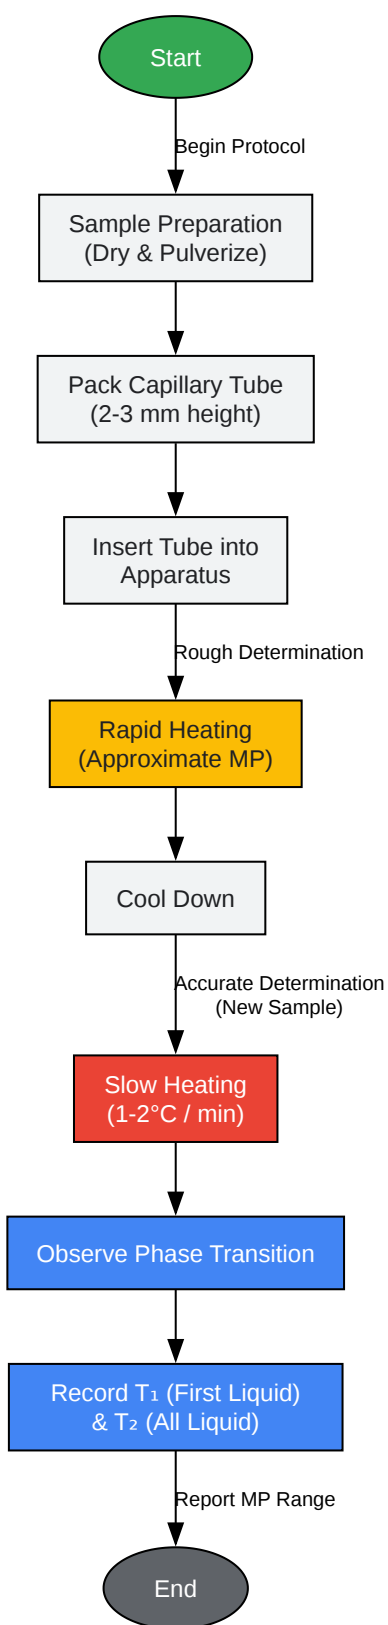 Start
Begin Protocol
Sample Preparation
(Dry & Pulverize)
Pack Capillary Tube
(2-3 mm height)
Insert Tube into
Apparatus
Rough Determination
Rapid Heating
(Approximate MP)
Cool Down
Accurate Determination
(New Sample)
Slow Heating
(1-2°C / min)
Observe Phase Transition
Record T₁ (First Liquid)
& T₂ (All Liquid)
Report MP Range
End